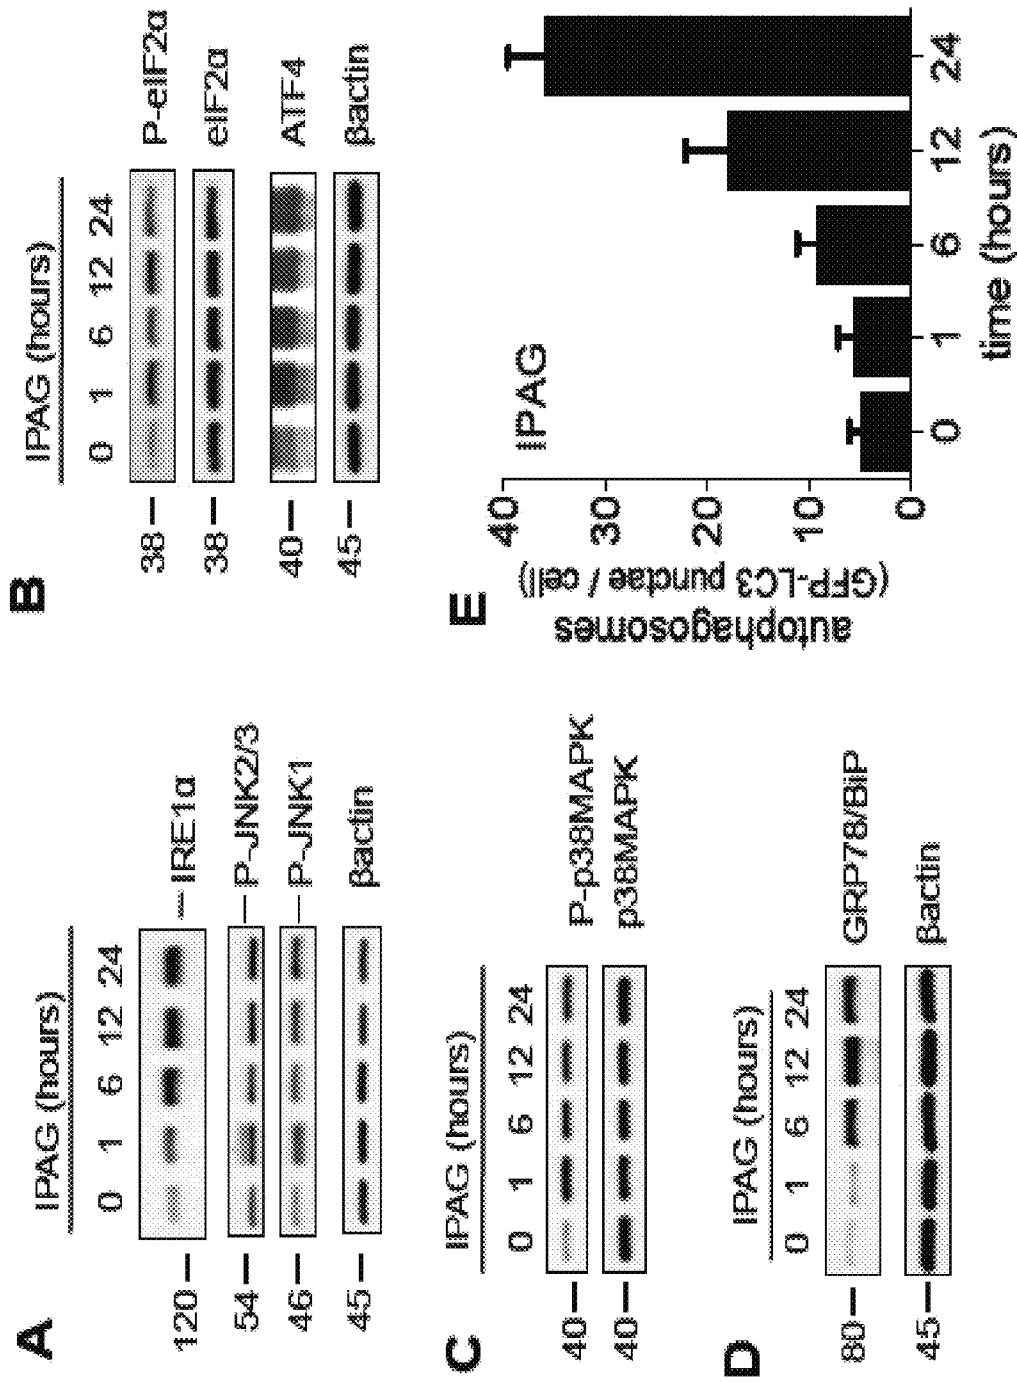 A
IPAG (hours)
0 1 6 12 24
120 IRE1α
54 P-JNK2/3
46 P-JNK1
45 βactin
B
IPAG (hours)
0 1 6 12 24
38 P-eIF2α
38 eIF2α
40 ATF4
45 βactin
C
IPAG (hours)
0 1 6 12 24
40 P-p38MAPK
40 p38MAPK
D
IPAG (hours)
0 1 6 12 24
80 GRP78/BiP
45 βactin
E
IPAG
autophagosomes
(GFP-LC3 punctae / cell)
40
30
20
10
0
0 1 6 12 24
time (hours)